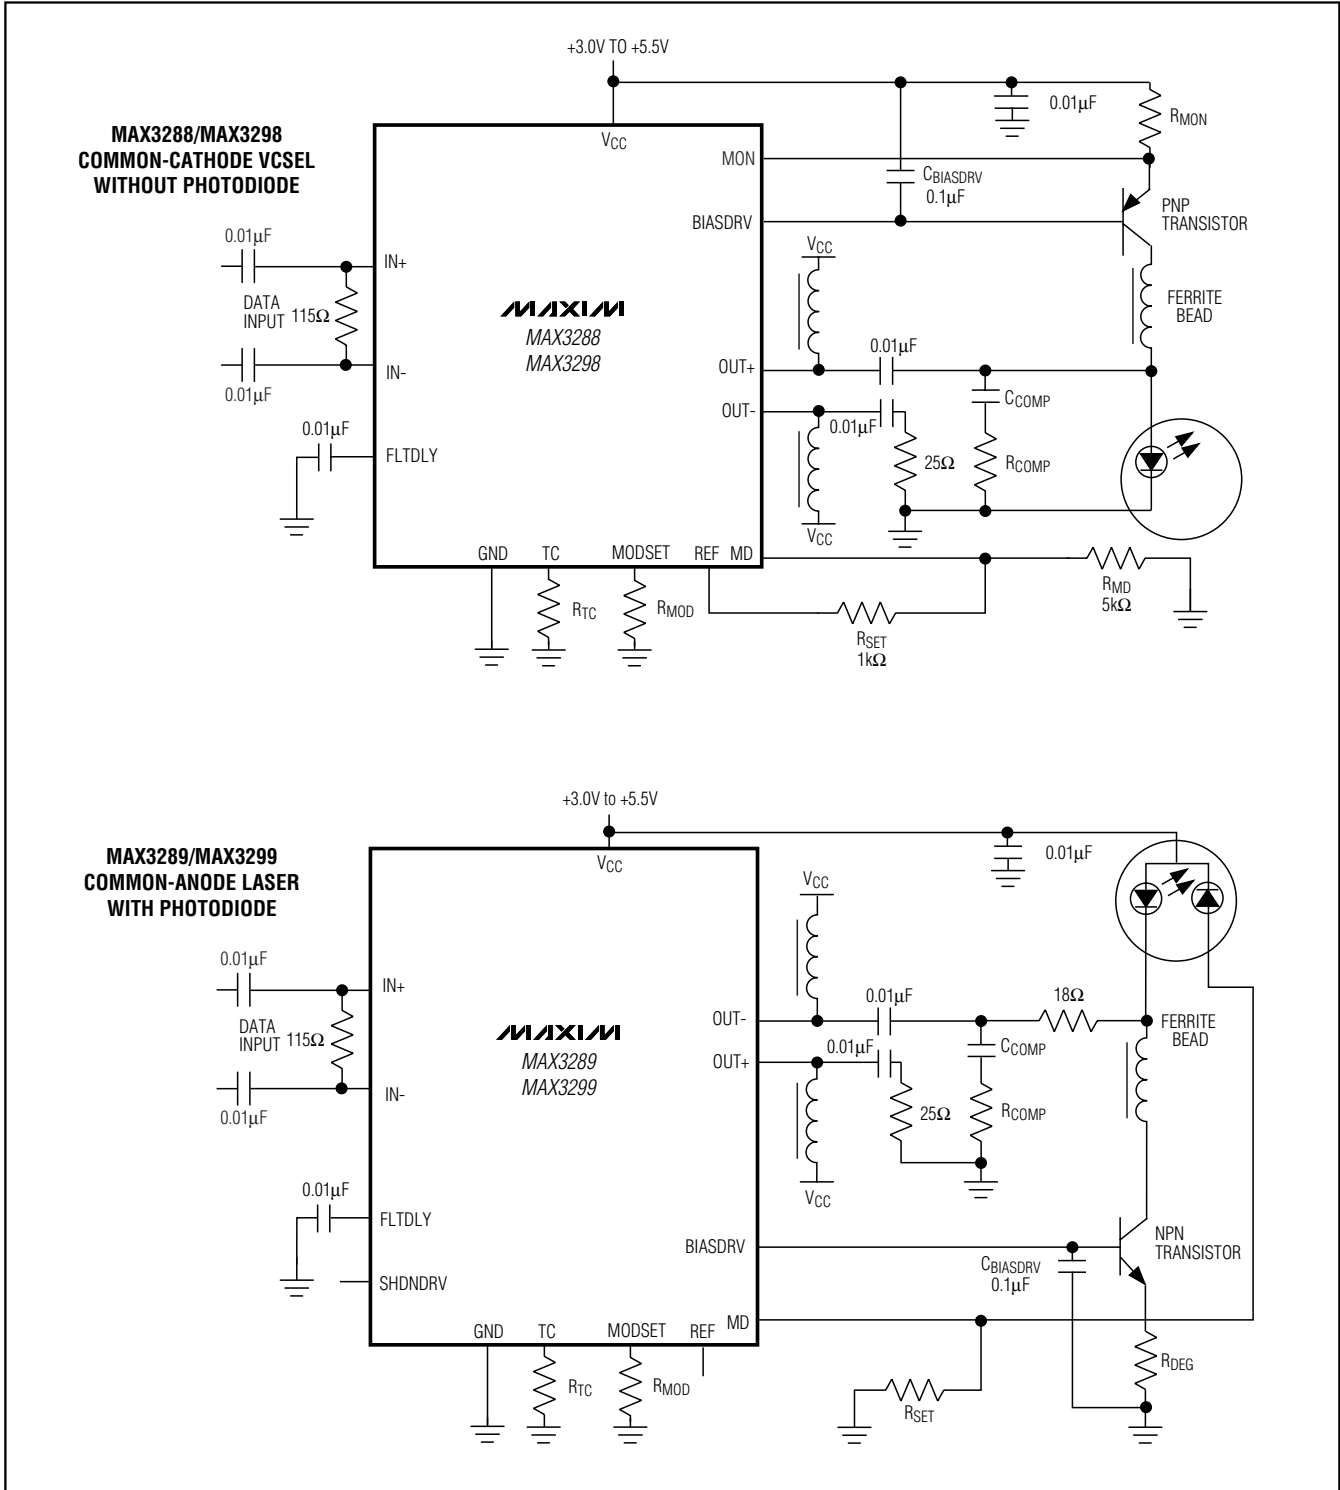 +3.0V TO +5.5V
0.01µF
RMON
MAX3288/MAX3298
COMMON-CATHODE VCSEL
WITHOUT PHOTODIODE
VCC
MON
CBIASDRV
0.1µF
PNP
TRANSISTOR
BIASDRV
0.01µF
IN+
VCC
DATA
INPUT
115Ω
MAXIM
MAX3288
MAX3298
FERRITE
BEAD
0.01µF
OUT+
IN-
0.01µF
CCOMP
OUT-
0.01µF
0.01µF
FLTDLY
25Ω
RCOMP
VCC
GND
TC
MODSET
REF
MD
RTC
RMOD
RMD
5kΩ
RSET
1kΩ
+3.0V to +5.5V
0.01µF
MAX3289/MAX3299
COMMON-ANODE LASER
WITH PHOTODIODE
VCC
VCC
0.01µF
IN+
0.01µF
18Ω
OUT-
FERRITE
BEAD
DATA
INPUT
115Ω
MAXIM
MAX3289
MAX3299
0.01µF
CCOMP
OUT+
IN-
0.01µF
25Ω
RCOMP
0.01µF
VCC
FLTDLY
BIASDRV
NPN
TRANSISTOR
CBIASDRV
0.1µF
SHDNDRV
GND
TC
MODSET
REF
MD
RTC
RMOD
RDEG
RSET